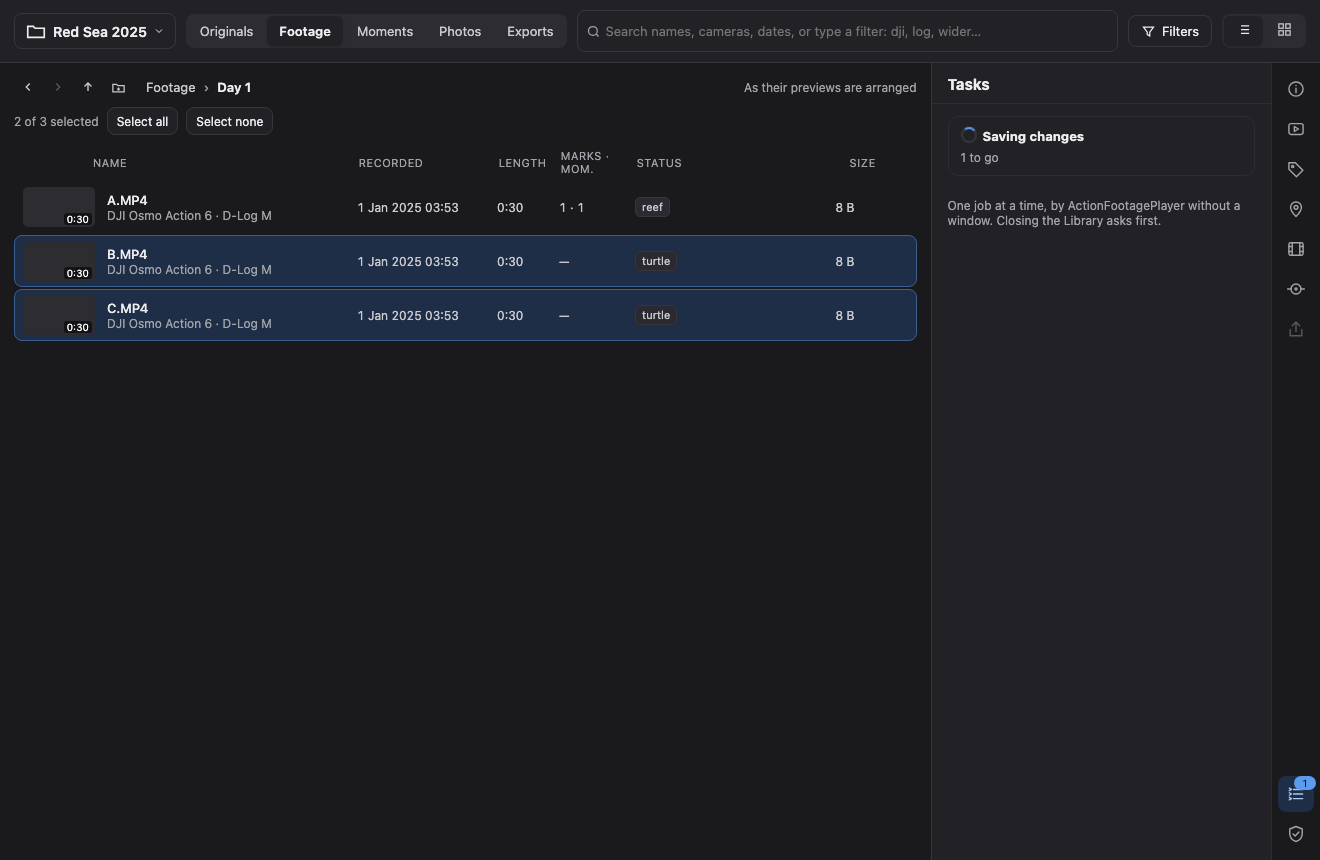 Red Sea 2025
Originals
Footage
Moments
Photos
Exports
Search names, cameras, dates, or type a filter: dji, log, wider...
Filters
Footage › Day 1
As their previews are arranged
2 of 3 selected
Select all
Select none
NAME
RECORDED
LENGTH
MARKS ·
MOM.
STATUS
SIZE
0:30
A.MP4
DJI Osmo Action 6 · D-Log M
1 Jan 2025 03:53
0:30
1 · 1
reef
8 B
0:30
B.MP4
DJI Osmo Action 6 · D-Log M
1 Jan 2025 03:53
0:30
—
turtle
8 B
0:30
C.MP4
DJI Osmo Action 6 · D-Log M
1 Jan 2025 03:53
0:30
—
turtle
8 B
Tasks
Saving changes
1 to go
One job at a time, by ActionFootagePlayer without a
window. Closing the Library asks first.
1